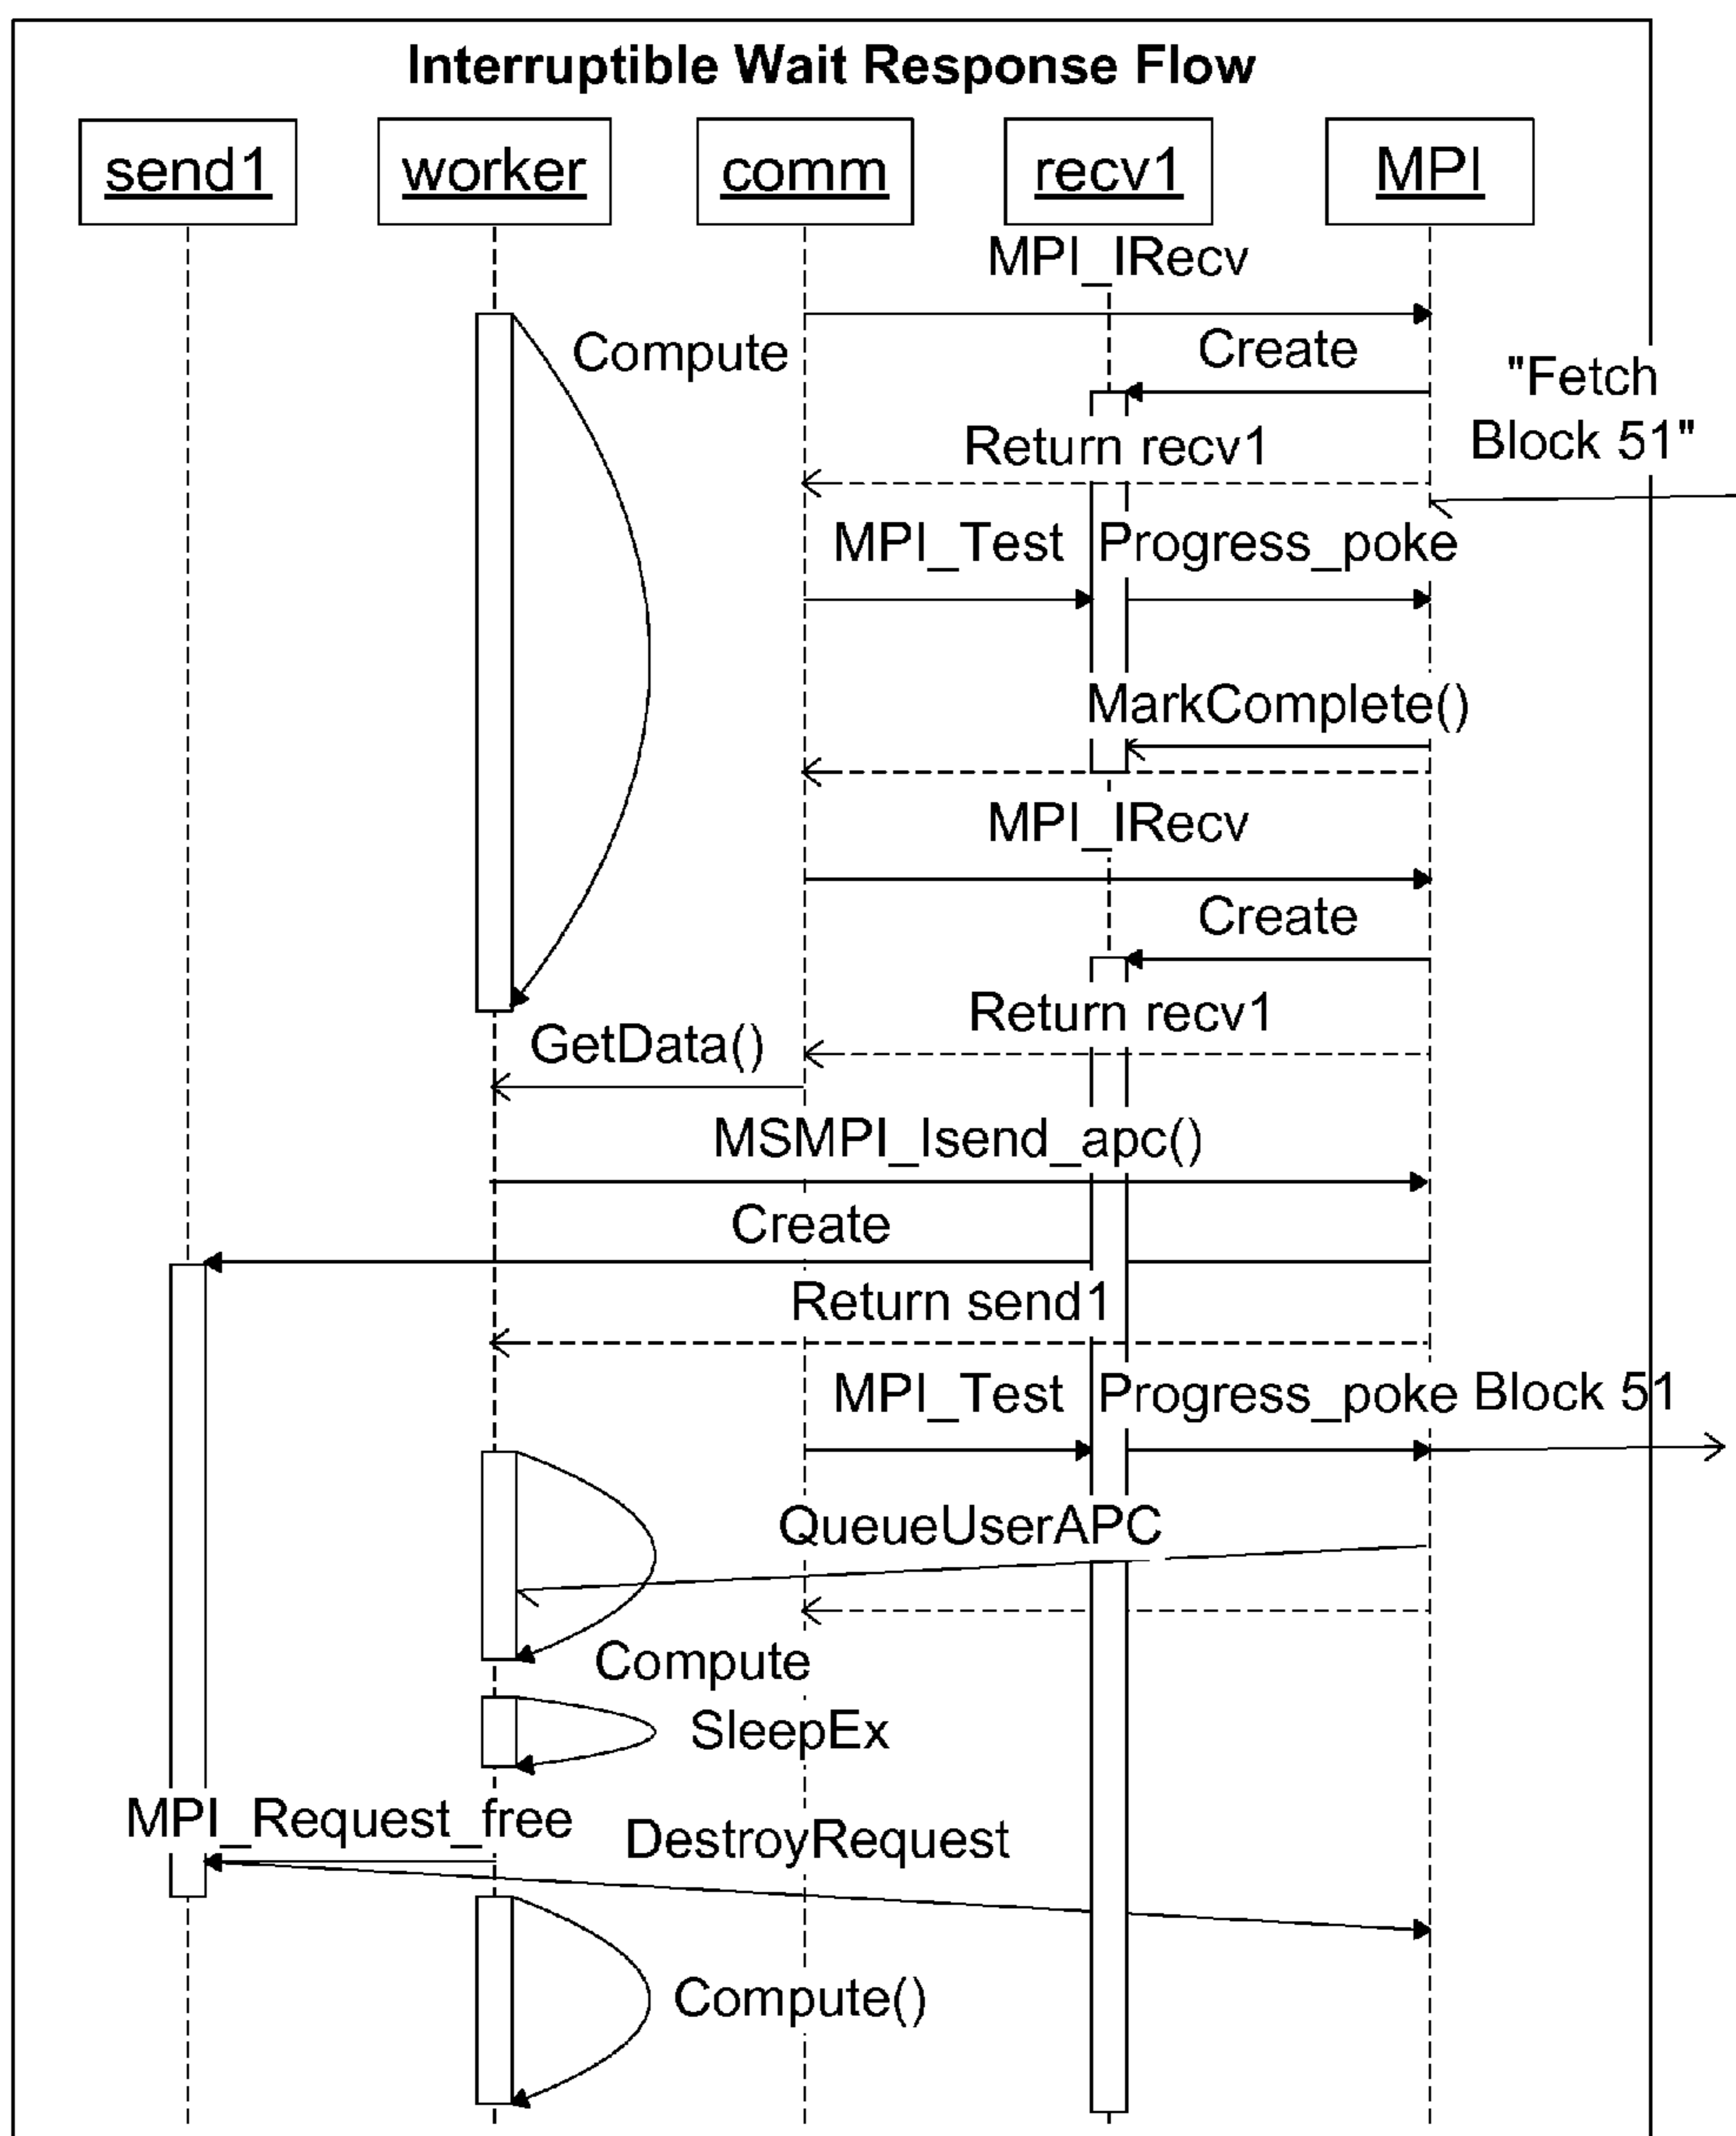 Interruptible Wait Response Flow
send1
worker
comm
recv1
MPI
MPI_IRecv
Compute
Create
"Fetch
Block 51"
Return recv1
MPI_Test
Progress_poke
MarkComplete()
MPI_IRecv
Create
Return recv1
GetData()
MSMPI_Isend_apc()
Create
Return send1
MPI_Test
Progress_poke
Block 51
QueueUserAPC
Compute
SleepEx
MPI_Request_free
DestroyRequest
Compute()